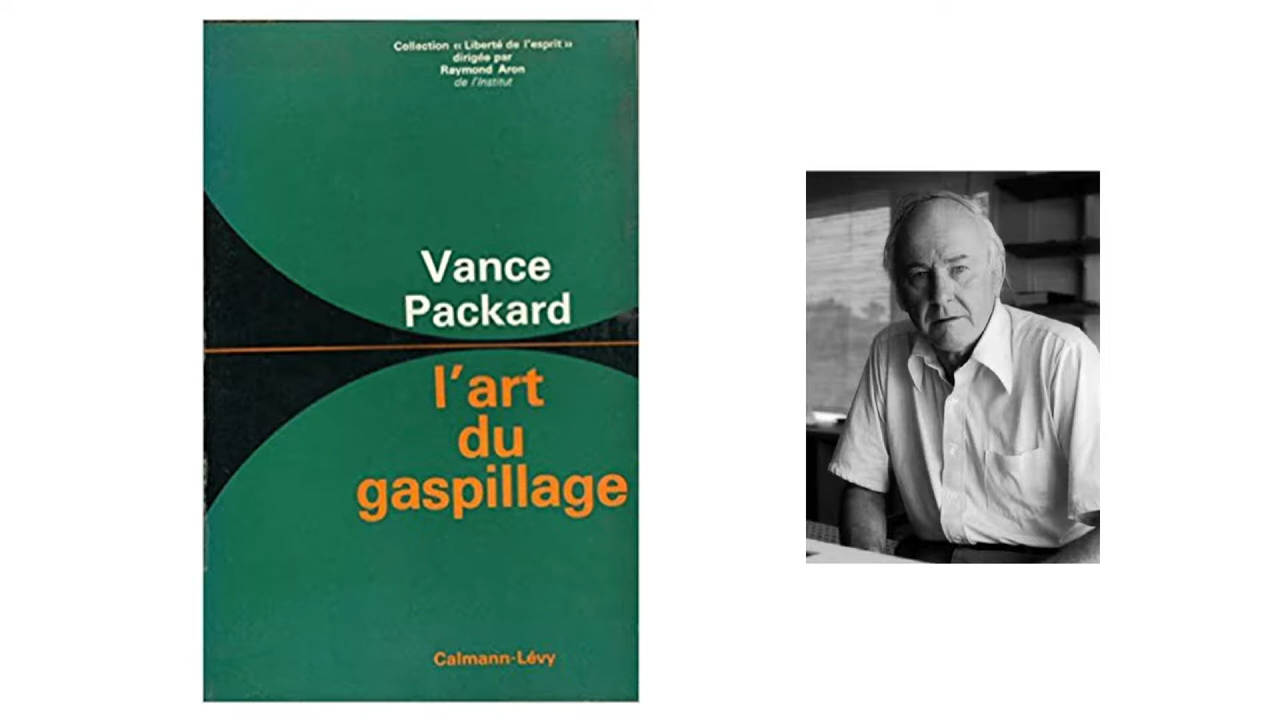 Collection « Liberté de l'esprit »
dirigée par
Raymond Aron
de l'Institut
Vance
Packard
l'art
du
gaspillage
Calmann-Lévy